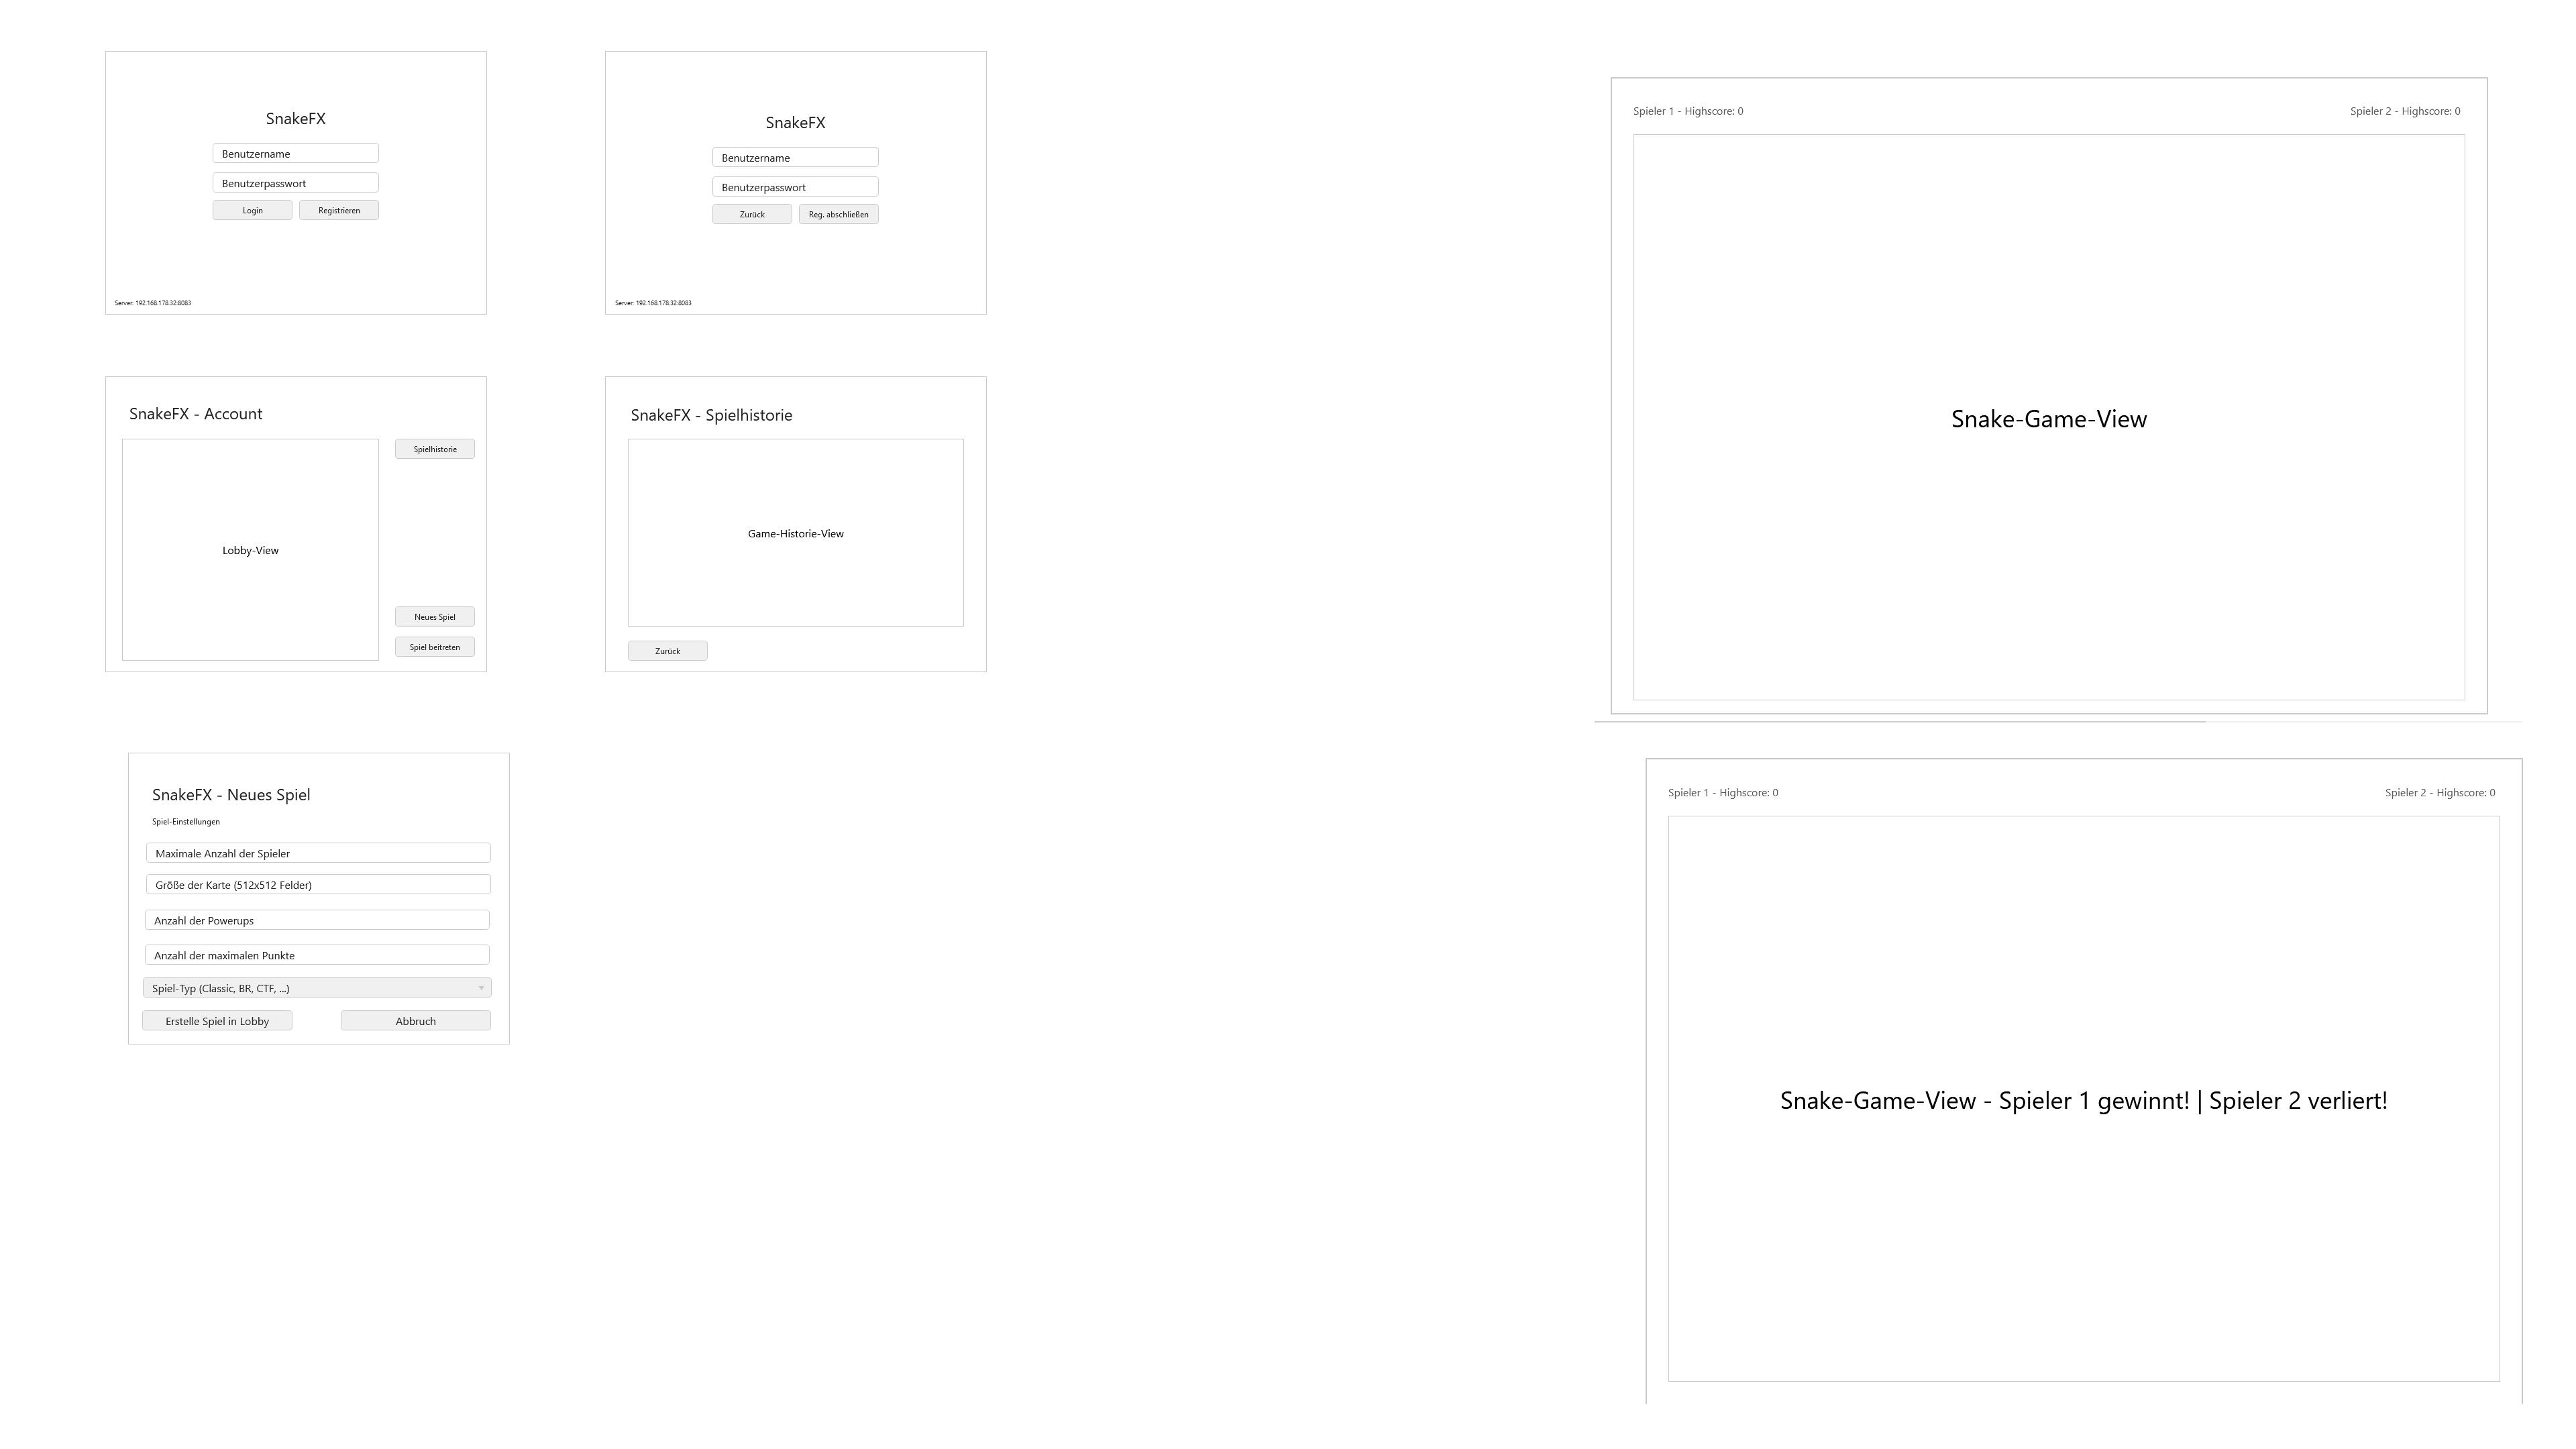 SnakeFX
Benutzername
Benutzerpasswort
Login
Registrieren
Server: 192.168.178.32:8083
SnakeFX
Benutzername
Benutzerpasswort
Zurück
Reg. abschließen
Server: 192.168.178.32:8083
Spieler 1 - Highscore: 0
Spieler 2 - Highscore: 0
Snake-Game-View
SnakeFX - Account
Spielhistorie
Lobby-View
Neues Spiel
Spiel beitreten
SnakeFX - Spielhistorie
Game-Historie-View
Zurück
SnakeFX - Neues Spiel
Spiel-Einstellungen
Maximale Anzahl der Spieler
Größe der Karte (512x512 Felder)
Anzahl der Powerups
Anzahl der maximalen Punkte
Spiel-Typ (Classic, BR, CTF, ...)
Erstelle Spiel in Lobby
Abbruch
Spieler 1 - Highscore: 0
Spieler 2 - Highscore: 0
Snake-Game-View - Spieler 1 gewinnt! | Spieler 2 verliert!